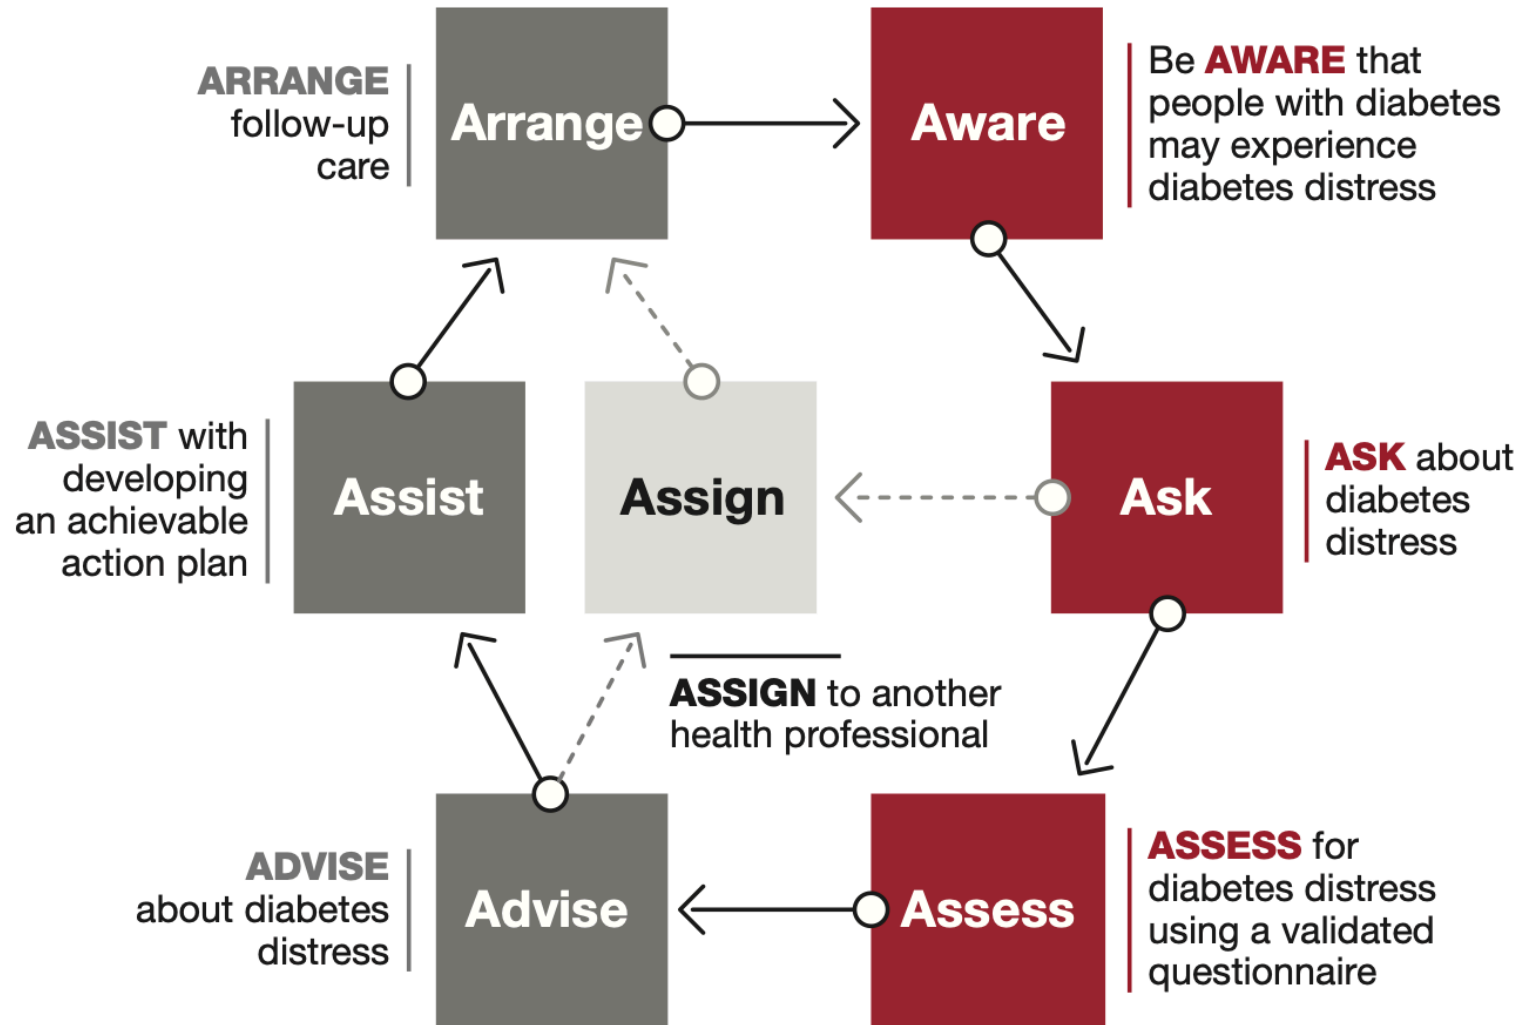 ARRANGE
follow-up
care
Arrange
Aware
Be AWARE that
people with diabetes
may experience
diabetes distress
ASSIST with
developing
an achievable
action plan
Assist
Assign
Ask
ASK about
diabetes
distress
ASSIGN to another
health professional
ADVISE
about diabetes
distress
Advise
Assess
ASSESS for
diabetes distress
using a validated
questionnaire